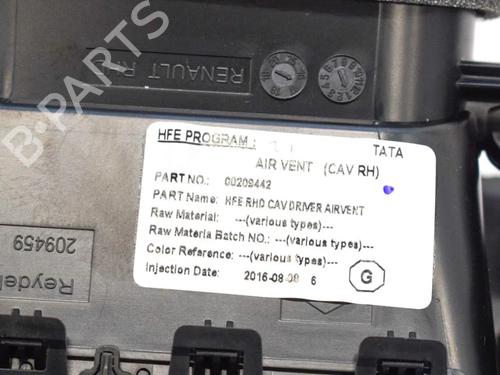 RENAULT
B-PARTS
HFE PROGRAM :
TATA
AIR VENT (CAV RH)
PART NO.: 00209442
PART NAME: HFE RHD CAV DRIVER AIRVENT
Raw Material: ---(various types)---
Raw Materia Batch NO.: ---(various types)---
Color Reference: ---(various types)---
Injection Date: 2016-08-08 6
G
209459
Reydel